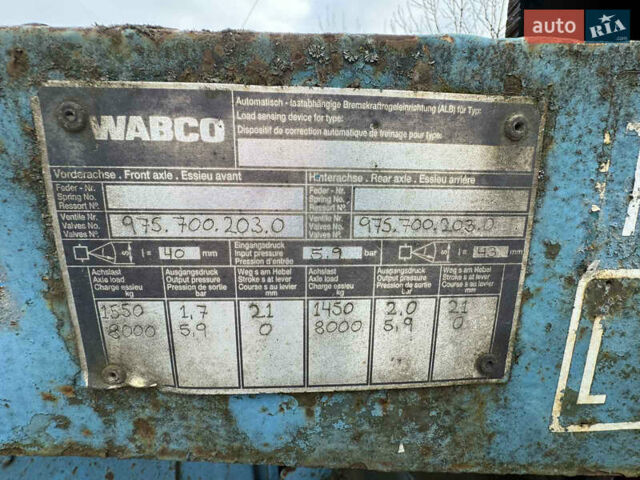 auto RIA.com
WABCO
Automatisch - lastabhängige Bremskraftregeleinrichtung (ALB) für Typ:
Load sensing device for type:
Dispositif de correction automatique de freinage pour type:
Vorderachse . Front axle . Essieu avant
Hinterachse . Rear axle . Essieu arrière
Feder - Nr.
Spring No.
Ressort Nº.
Feder - Nr.
Spring No.
Ressort Nº.
Ventile Nr.
Valves No.
Valves Nº.
975.700.203.0
Ventile Nr.
Valves No.
Valves Nº.
975.700.203.0
S l = 40 mm
Eingangsdruck
Input pressure
Pression d'entrée
5,9 bar
S l = mm
Achslast
Axle load
Charge essieu
kg
Ausgangsdruck
Output pressure
Pression de sortie
bar
Weg s am Hebel
Stroke s at lever
Course s au levier
mm
Achslast
Axle load
Charge essieu
kg
Ausgangsdruck
Output pressure
Pression de sortie
bar
Weg s am Hebel
Stroke s at lever
Course s au levier
mm
1550 1,7 21 1450 2,0 21
8000 5,9 0 8000 5,9 0